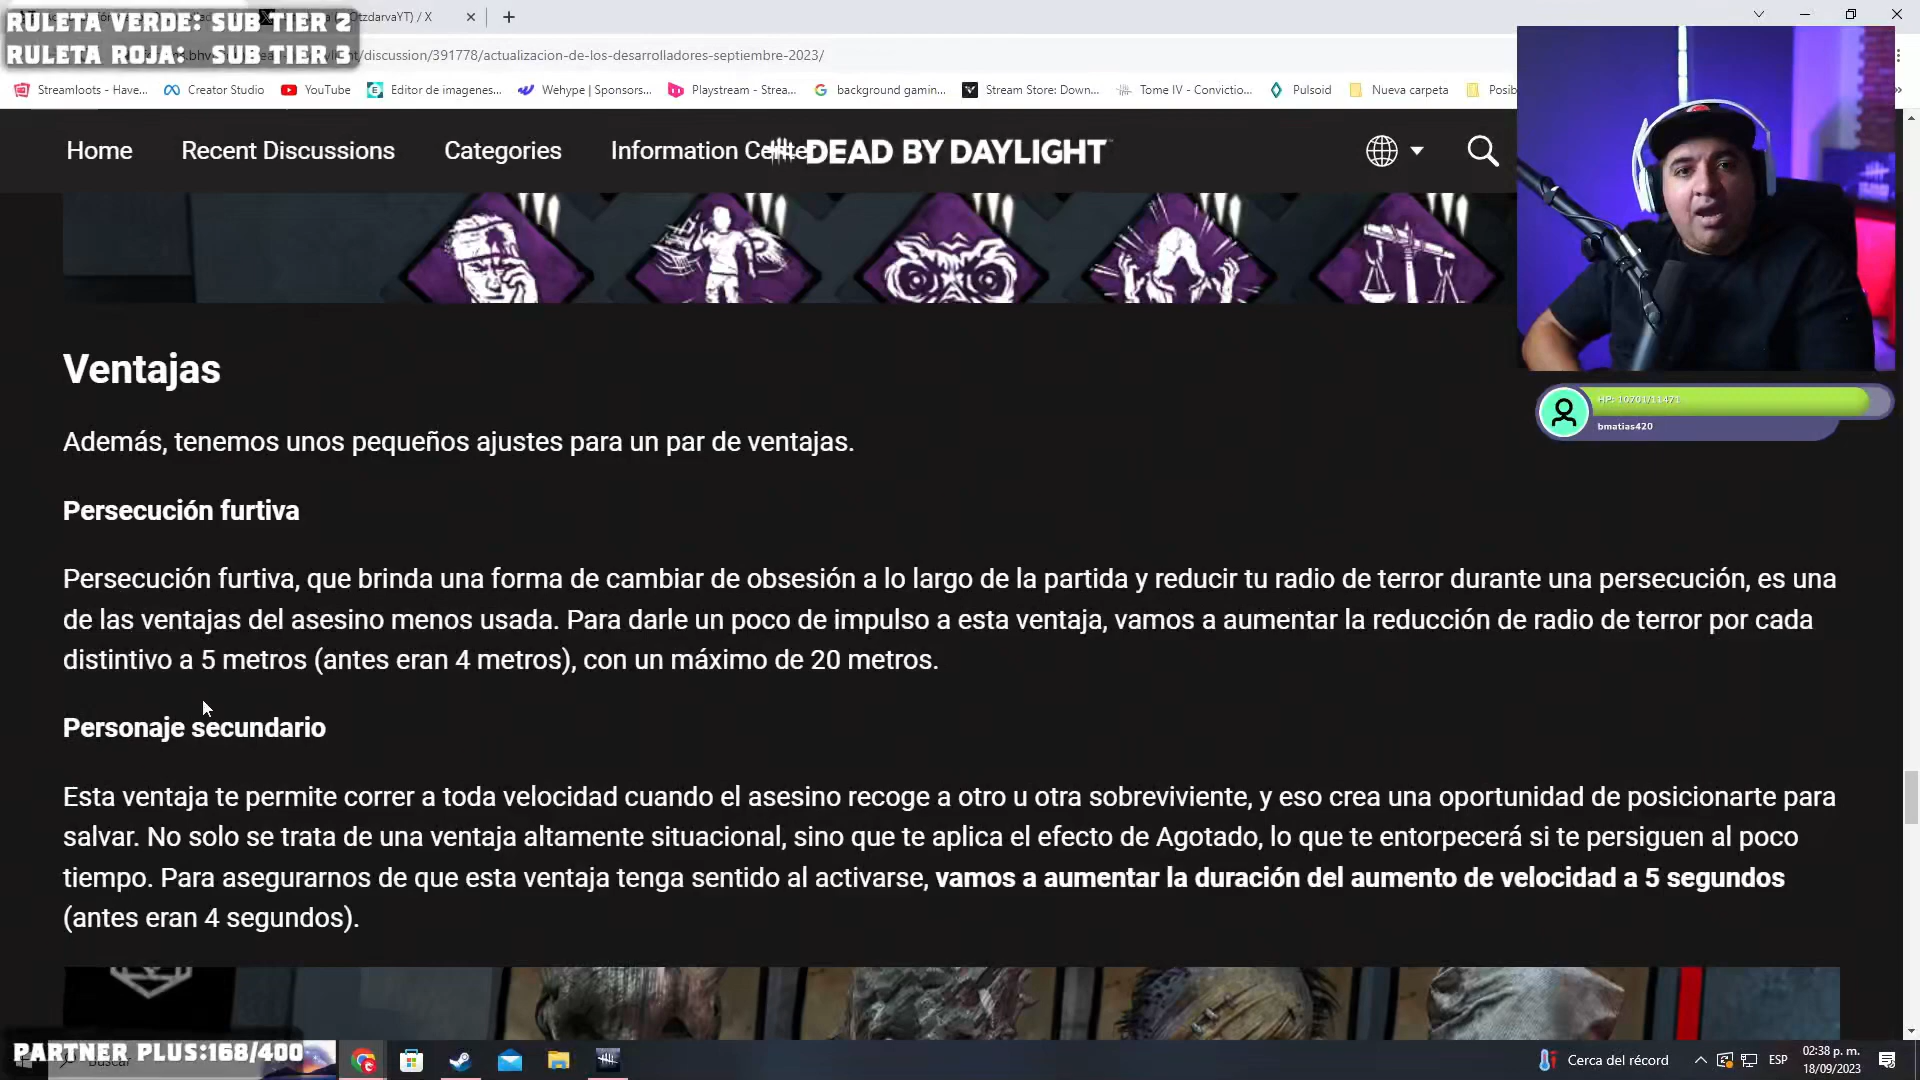 RULETA VERDE: SUB TIER 2
OtzdarvaYT) / X
RULETA ROJA: SUB TIER 3
/discussion/391778/actualizacion-de-los-desarrolladores-septiembre-2023/
Streamloots - Have...
Creator Studio
YouTube
Editor de imagenes...
Wehype | Sponsors...
Playstream - Strea...
background gamin...
Stream Store: Down...
Tome IV - Convictio...
Pulsoid
Nueva carpeta
Posib
Home
Recent Discussions
Categories
Information Center
DEAD BY DAYLIGHT
Ventajas
Además, tenemos unos pequeños ajustes para un par de ventajas.
HP: 10701/11471
bmatias420
Persecución furtiva
Persecución furtiva, que brinda una forma de cambiar de obsesión a lo largo de la partida y reducir tu radio de terror durante una persecución, es una
de las ventajas del asesino menos usada. Para darle un poco de impulso a esta ventaja, vamos a aumentar la reducción de radio de terror por cada
distintivo a 5 metros (antes eran 4 metros), con un máximo de 20 metros.
Personaje secundario
Esta ventaja te permite correr a toda velocidad cuando el asesino recoge a otro u otra sobreviviente, y eso crea una oportunidad de posicionarte para
salvar. No solo se trata de una ventaja altamente situacional, sino que te aplica el efecto de Agotado, lo que te entorpecerá si te persiguen al poco
tiempo. Para asegurarnos de que esta ventaja tenga sentido al activarse, vamos a aumentar la duración del aumento de velocidad a 5 segundos
(antes eran 4 segundos).
PARTNER PLUS:168/400
Buscar
Cerca del récord
ESP
02:38 p. m.
18/09/2023